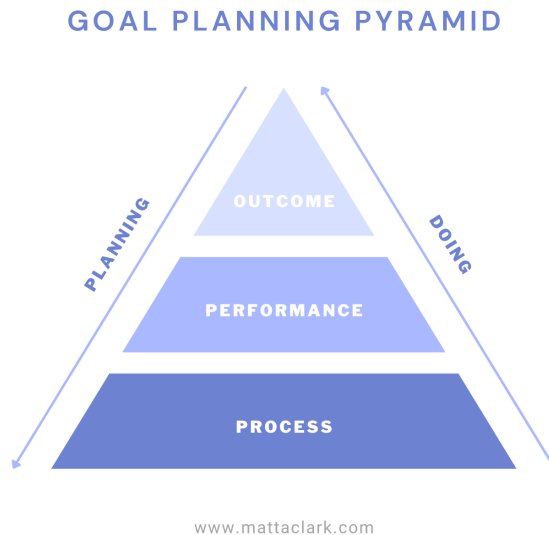 GOAL PLANNING PYRAMID
OUTCOME
PLANNING
DOING
PERFORMANCE
PROCESS
www.mattaclark.com